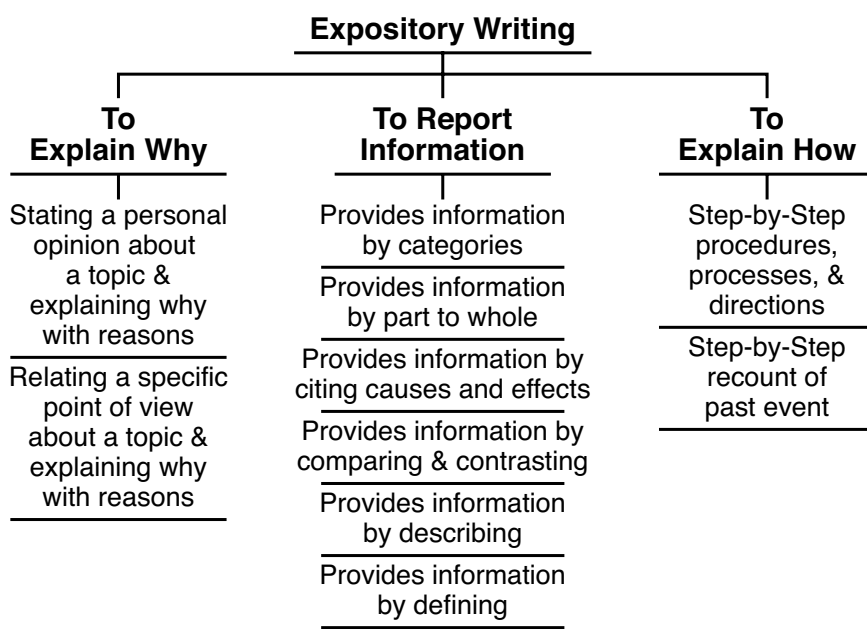 Expository Writing
To
Explain Why
Stating a personal
opinion about
a topic &
explaining why
with reasons
Relating a specific
point of view
about a topic &
explaining why
with reasons
To Report
Information
Provides information
by categories
Provides information
by part to whole
Provides information by
citing causes and effects
Provides information by
comparing & contrasting
Provides information
by describing
Provides information
by defining
To
Explain How
Step-by-Step
procedures,
processes, &
directions
Step-by-Step
recount of
past event